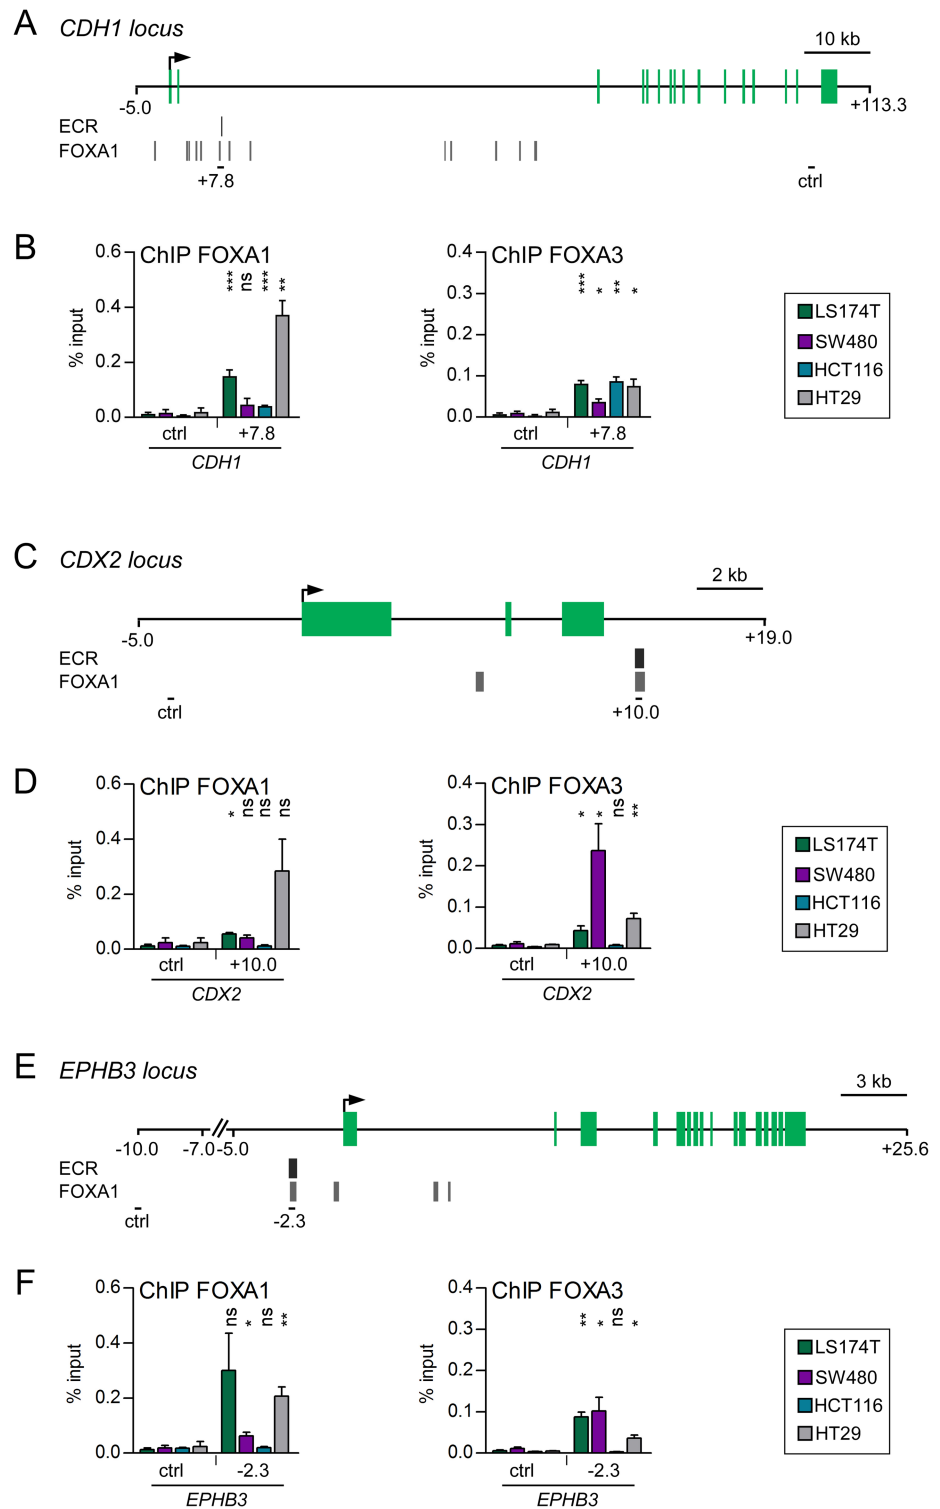 A CDH1 locus
10 kb
-5.0 +113.3
ECR
FOXA1
+7.8 ctrl
B
ChIP FOXA1
0.6
0.4
0.2
0.0
% input
*** ns *** **
ctrl +7.8
CDH1
ChIP FOXA3
0.4
0.3
0.2
0.1
0.0
% input
*** * ** *
ctrl +7.8
CDH1
LS174T
SW480
HCT116
HT29
C CDX2 locus
2 kb
-5.0 +19.0
ECR
FOXA1
ctrl +10.0
D
ChIP FOXA1
0.6
0.4
0.2
0.0
% input
* ns ns ns
ctrl +10.0
CDX2
ChIP FOXA3
0.4
0.3
0.2
0.1
0.0
% input
* * ns **
ctrl +10.0
CDX2
LS174T
SW480
HCT116
HT29
E EPHB3 locus
3 kb
-10.0 -7.0 -5.0 +25.6
ECR
FOXA1
ctrl -2.3
F
ChIP FOXA1
0.6
0.4
0.2
0.0
% input
ns * ns **
ctrl -2.3
EPHB3
ChIP FOXA3
0.4
0.3
0.2
0.1
0.0
% input
** * ns *
ctrl -2.3
EPHB3
LS174T
SW480
HCT116
HT29